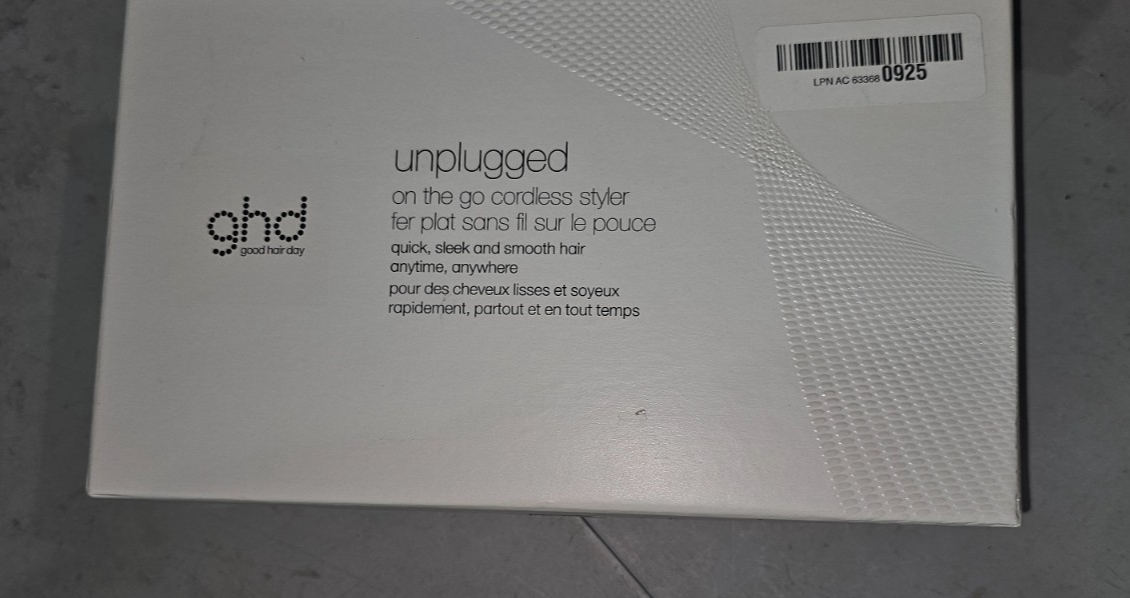 LPN AC 63368 0925
unplugged
on the go cordless styler
fer plat sans fil sur le pouce
quick, sleek and smooth hair
anytime, anywhere
pour des cheveux lisses et soyeux
rapidement, partout et en tout temps
ghd
good hair day